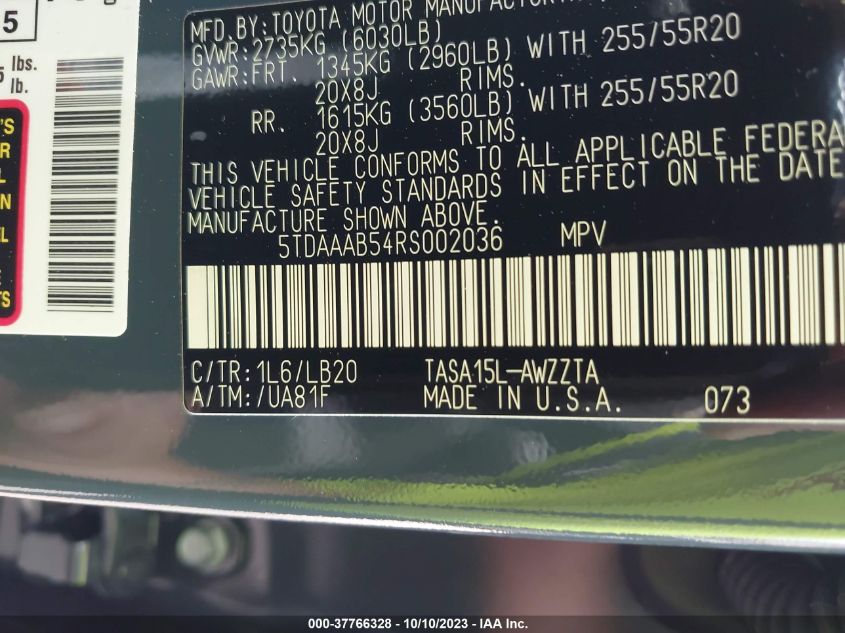 5
lbs.
lb.
MFD.BY:TOYOTA MOTOR
GVWR:2735KG (6030LB)
GAWR:FRT. 1345KG (2960LB) WITH 255/55R20
20X8J RIMS.
RR. 1615KG (3560LB) WITH 255/55R20
20X8J RIMS.
THIS VEHICLE CONFORMS TO ALL APPLICABLE
VEHICLE SAFETY STANDARDS IN EFFECT ON THE DATE
MANUFACTURE SHOWN ABOVE.
5TDAAAB54RS002036 MPV
C/TR:1L6/LB20 TASA15L-AWZZTA
A/TM:/UA81F MADE IN U.S.A. 073
000-37766328 - 10/10/2023 - IAA Inc.